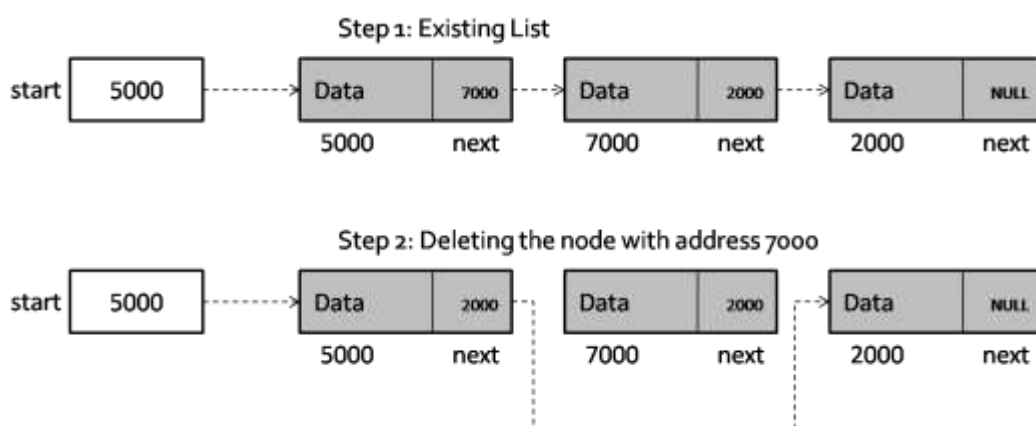 Step 1: Existing List
start 5000 Data 7000 Data 2000 Data NULL
5000 next 7000 next 2000 next
Step 2: Deleting the node with address 7000
start 5000 Data 2000 Data 2000 Data NULL
5000 next 7000 next 2000 next